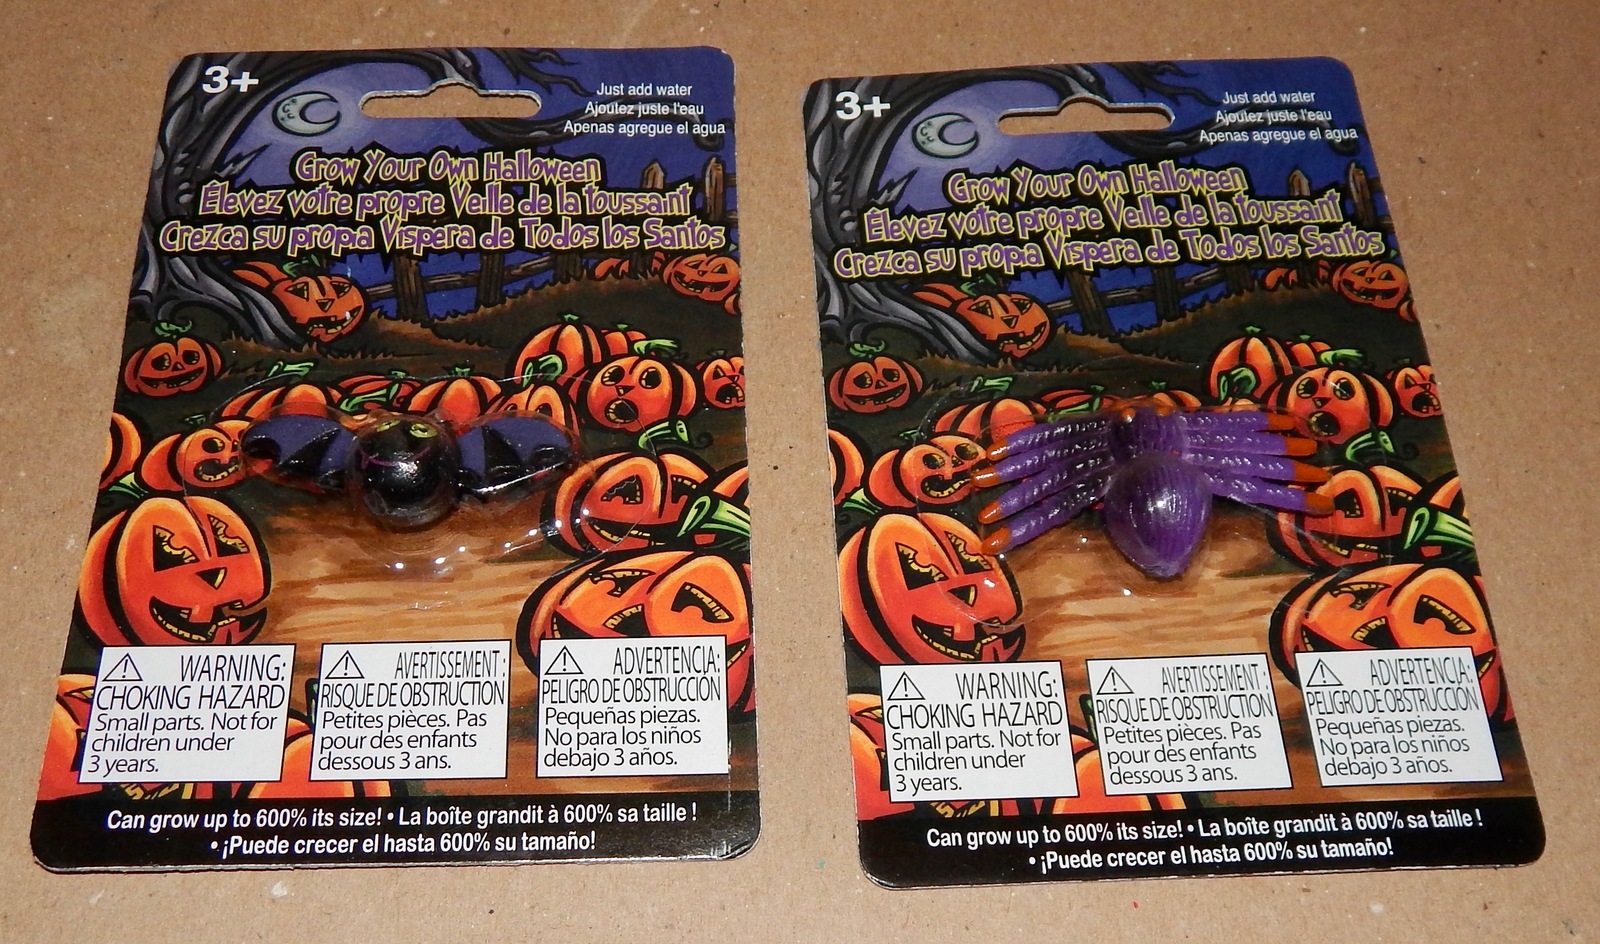 3+
Just add water
Ajoutez juste l'eau
Apenas agregue el agua
Grow Your Own Halloween
Élevez votre propre Veille de la toussaint
Crezca su propia Víspera de Todos los Santos
WARNING:
CHOKING HAZARD
Small parts. Not for
children under
3 years.
AVERTISSEMENT :
RISQUE DE OBSTRUCTION
Petites pièces. Pas
pour des enfants
dessous 3 ans.
ADVERTENCIA:
PELIGRO DE OBSTRUCCIÓN
Pequeñas piezas.
No para los niños
debajo 3 años.
Can grow up to 600% its size! • La boîte grandit à 600% sa taille !
• ¡Puede crecer el hasta 600% su tamaño!
3+
Just add water
Ajoutez juste l'eau
Apenas agregue el agua
Grow Your Own Halloween
Élevez votre propre Veille de la toussaint
Crezca su propia Víspera de Todos los Santos
WARNING:
CHOKING HAZARD
Small parts. Not for
children under
3 years.
AVERTISSEMENT :
RISQUE DE OBSTRUCTION
Petites pièces. Pas
pour des enfants
dessous 3 ans.
ADVERTENCIA:
PELIGRO DE OBSTRUCCIÓN
Pequeñas piezas.
No para los niños
debajo 3 años.
Can grow up to 600% its size! • La boîte grandit à 600% sa taille !
• ¡Puede crecer el hasta 600% su tamaño!